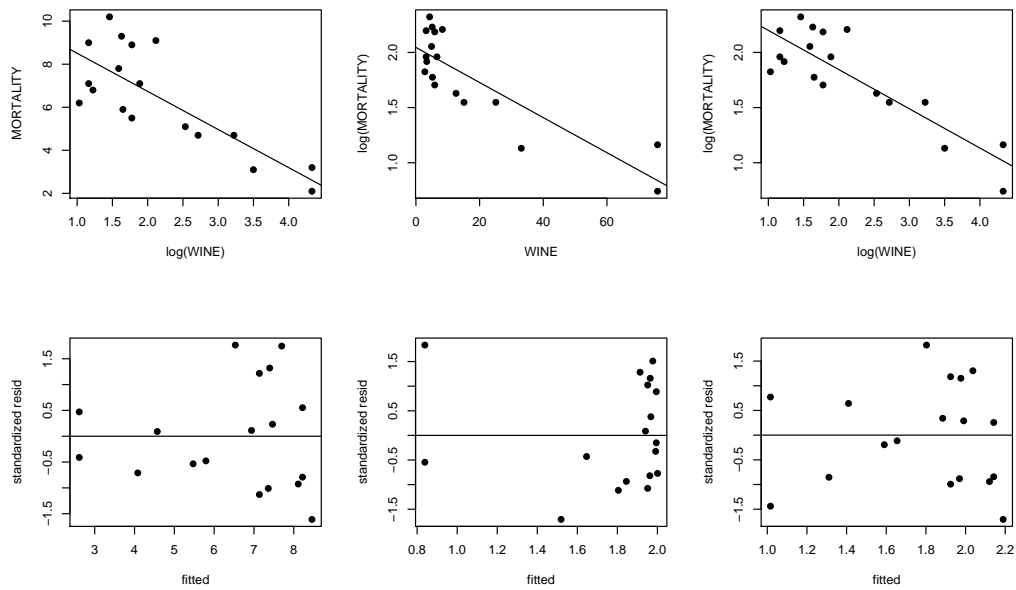 MORTALITY
10
8
6
4
2
1.0 1.5 2.0 2.5 3.0 3.5 4.0
log(WINE)
log(MORTALITY)
2.0
1.5
1.0
0 20 40 60
WINE
log(MORTALITY)
2.0
1.5
1.0
1.0 1.5 2.0 2.5 3.0 3.5 4.0
log(WINE)
standardized resid
1.5
0.5
−0.5
−1.5
3 4 5 6 7 8
fitted
standardized resid
1.5
0.5
−0.5
−1.5
0.8 1.0 1.2 1.4 1.6 1.8 2.0
fitted
standardized resid
1.5
0.5
−0.5
−1.5
1.0 1.2 1.4 1.6 1.8 2.0 2.2
fitted